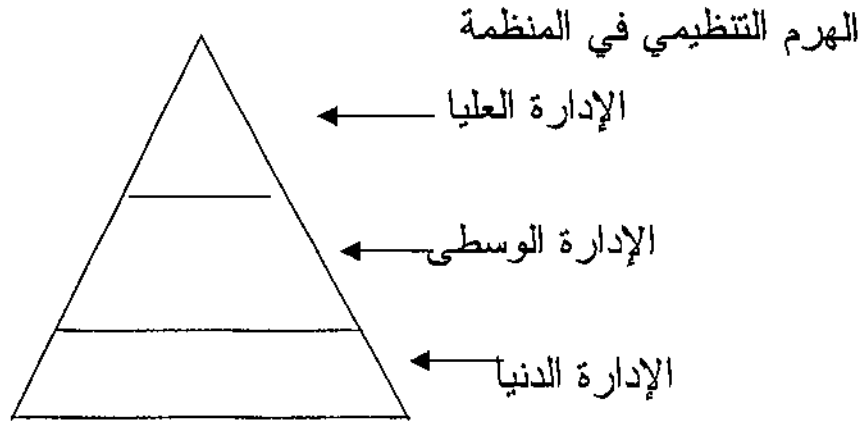 الهرم التنظيمي في المنظمة
الإدارة العليا
الإدارة الوسطى
الإدارة الدنيا